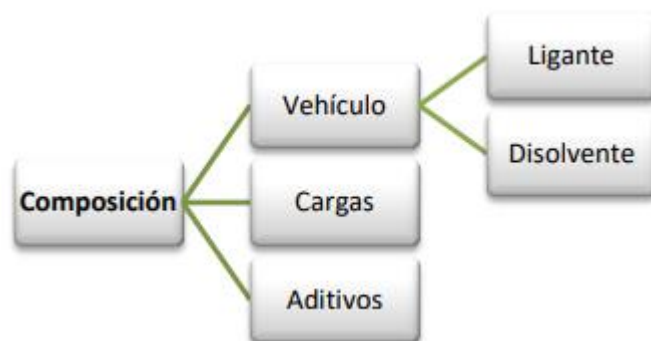 Composición
Vehículo
Ligante
Disolvente
Cargas
Aditivos